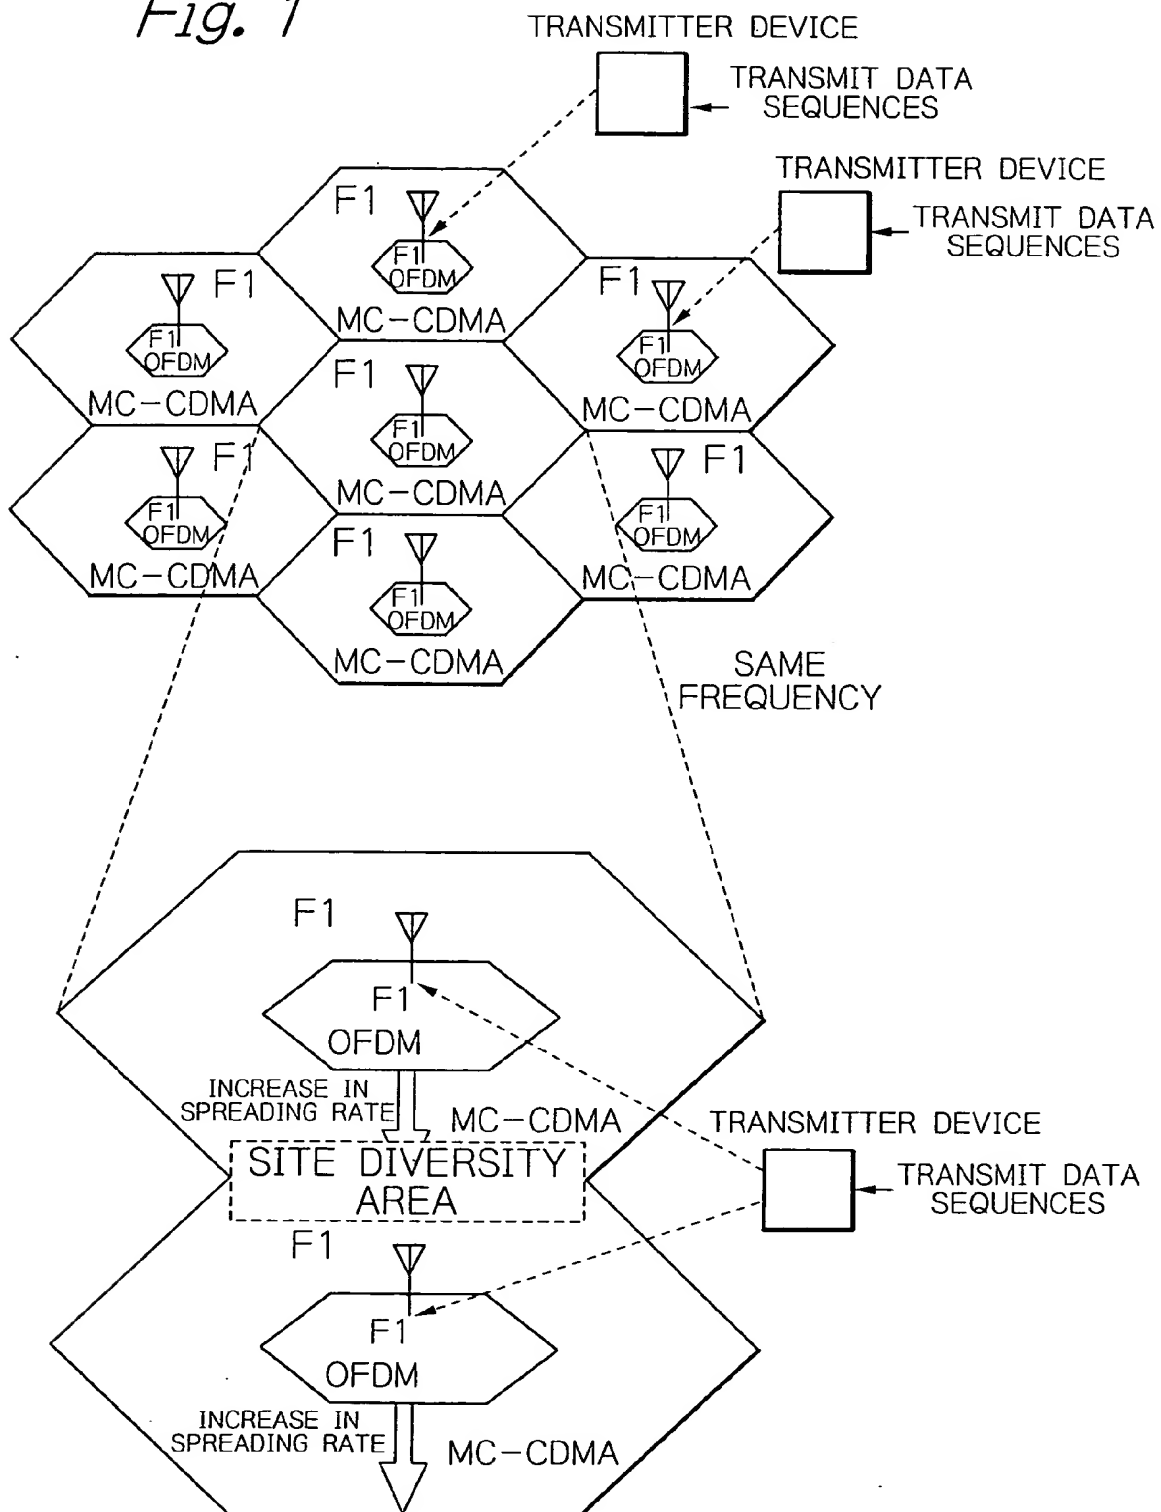 Fig. 1
TRANSMITTER DEVICE
TRANSMIT DATA
SEQUENCES
TRANSMITTER DEVICE
TRANSMIT DATA
SEQUENCES
F1
F1
OFDM
MC-CDMA
F1
F1
OFDM
MC-CDMA
F1
F1
OFDM
MC-CDMA
F1
F1
OFDM
MC-CDMA
F1
F1
OFDM
MC-CDMA
F1
F1
OFDM
MC-CDMA
F1
F1
OFDM
MC-CDMA
SAME
FREQUENCY
F1
F1
OFDM
INCREASE IN
SPREADING RATE
MC-CDMA
TRANSMITTER DEVICE
TRANSMIT DATA
SEQUENCES
SITE DIVERSITY
AREA
F1
F1
OFDM
INCREASE IN
SPREADING RATE
MC-CDMA